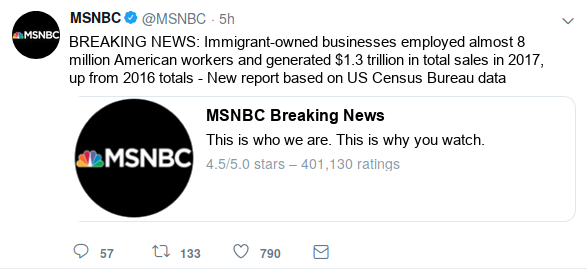 MSNBC @MSNBC · 5h
MSNBC
BREAKING NEWS: Immigrant-owned businesses employed almost 8
million American workers and generated $1.3 trillion in total sales in 2017,
up from 2016 totals - New report based on US Census Bureau data
MSNBC
MSNBC Breaking News
This is who we are. This is why you watch.
4.5/5.0 stars – 401,130 ratings
57 133 790